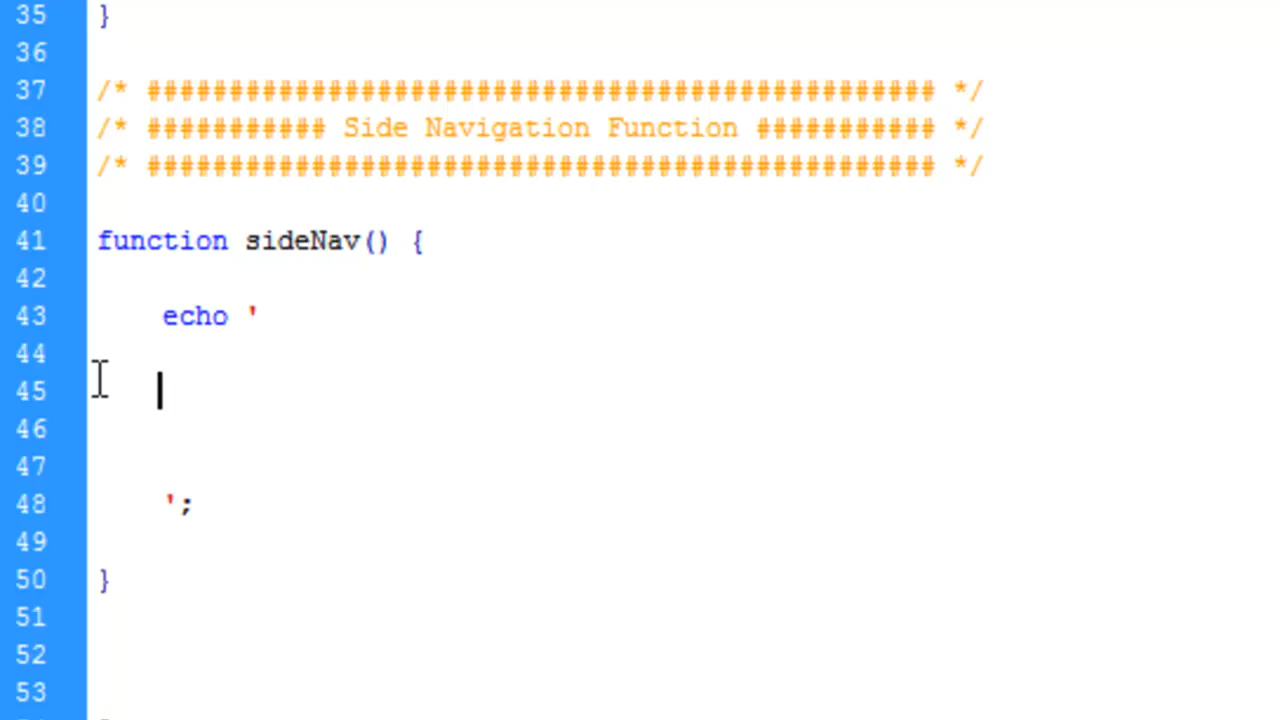 35 }
36
37 /* ################################################ */
38 /* ########### Side Navigation Function ########### */
39 /* ################################################ */
40
41 function sideNav() {
42
43 echo '
44
45
46
47
48 ';
49
50 }
51
52
53